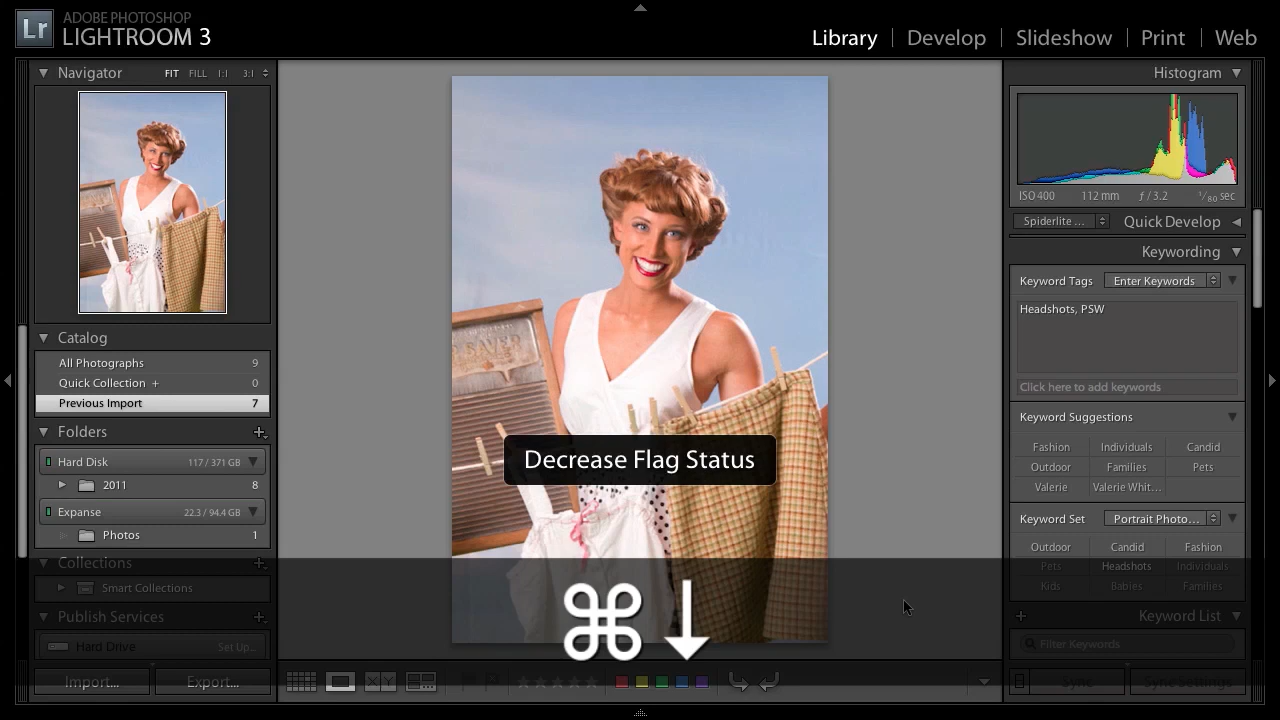 Lr ADOBE PHOTOSHOP
LIGHTROOM 3
Library Develop Slideshow Print Web
Navigator FIT FILL 1:1 3:1
Catalog
All Photographs 9
Quick Collection + 0
Previous Import 7
Folders +
Hard Disk 117 / 371 GB
2011 8
Expanse 22.3 / 94.4 GB
Photos 1
Collections +
Smart Collections
Publish Services +
Hard Drive Set Up...
Import... Export...
Decrease Flag Status
⌘ ↓
XY
Histogram
ISO 400 112 mm ƒ / 3.2 1/80 sec
Spiderlite ... Quick Develop
Keywording
Keyword Tags Enter Keywords
Headshots, PSW
Click here to add keywords
Keyword Suggestions
Fashion Individuals Candid
Outdoor Families Pets
Valerie Valerie Whit...
Keyword Set Portrait Photo...
Outdoor Candid Fashion
Pets Headshots Individuals
Kids Babies Families
+ Keyword List
Filter Keywords
Sync Sync Settings